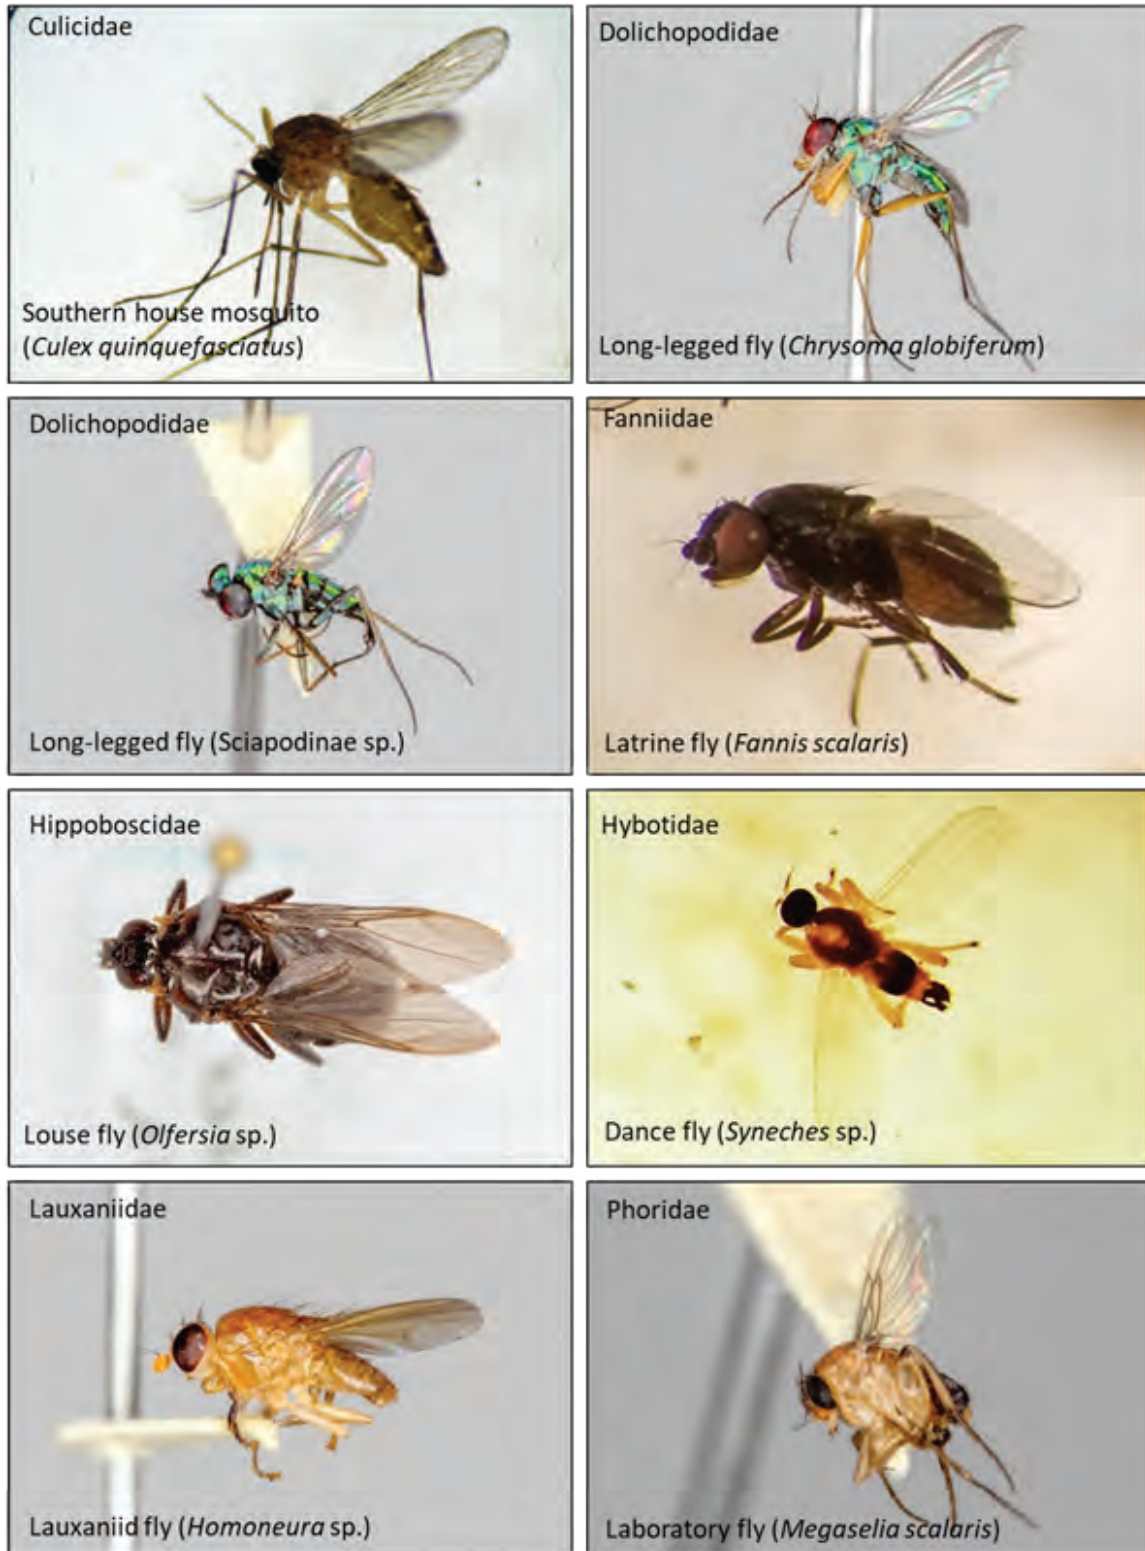 Culicidae
Southern house mosquito
(Culex quinquefasciatus)
Dolichopodidae
Long-legged fly (Chrysoma globiferum)
Dolichopodidae
Long-legged fly (Sciapodinae sp.)
Fanniidae
Latrine fly (Fannis scalaris)
Hippoboscidae
Louse fly (Olfersia sp.)
Hybotidae
Dance fly (Syneches sp.)
Lauxaniidae
Lauxaniid fly (Homoneura sp.)
Phoridae
Laboratory fly (Megaselia scalaris)